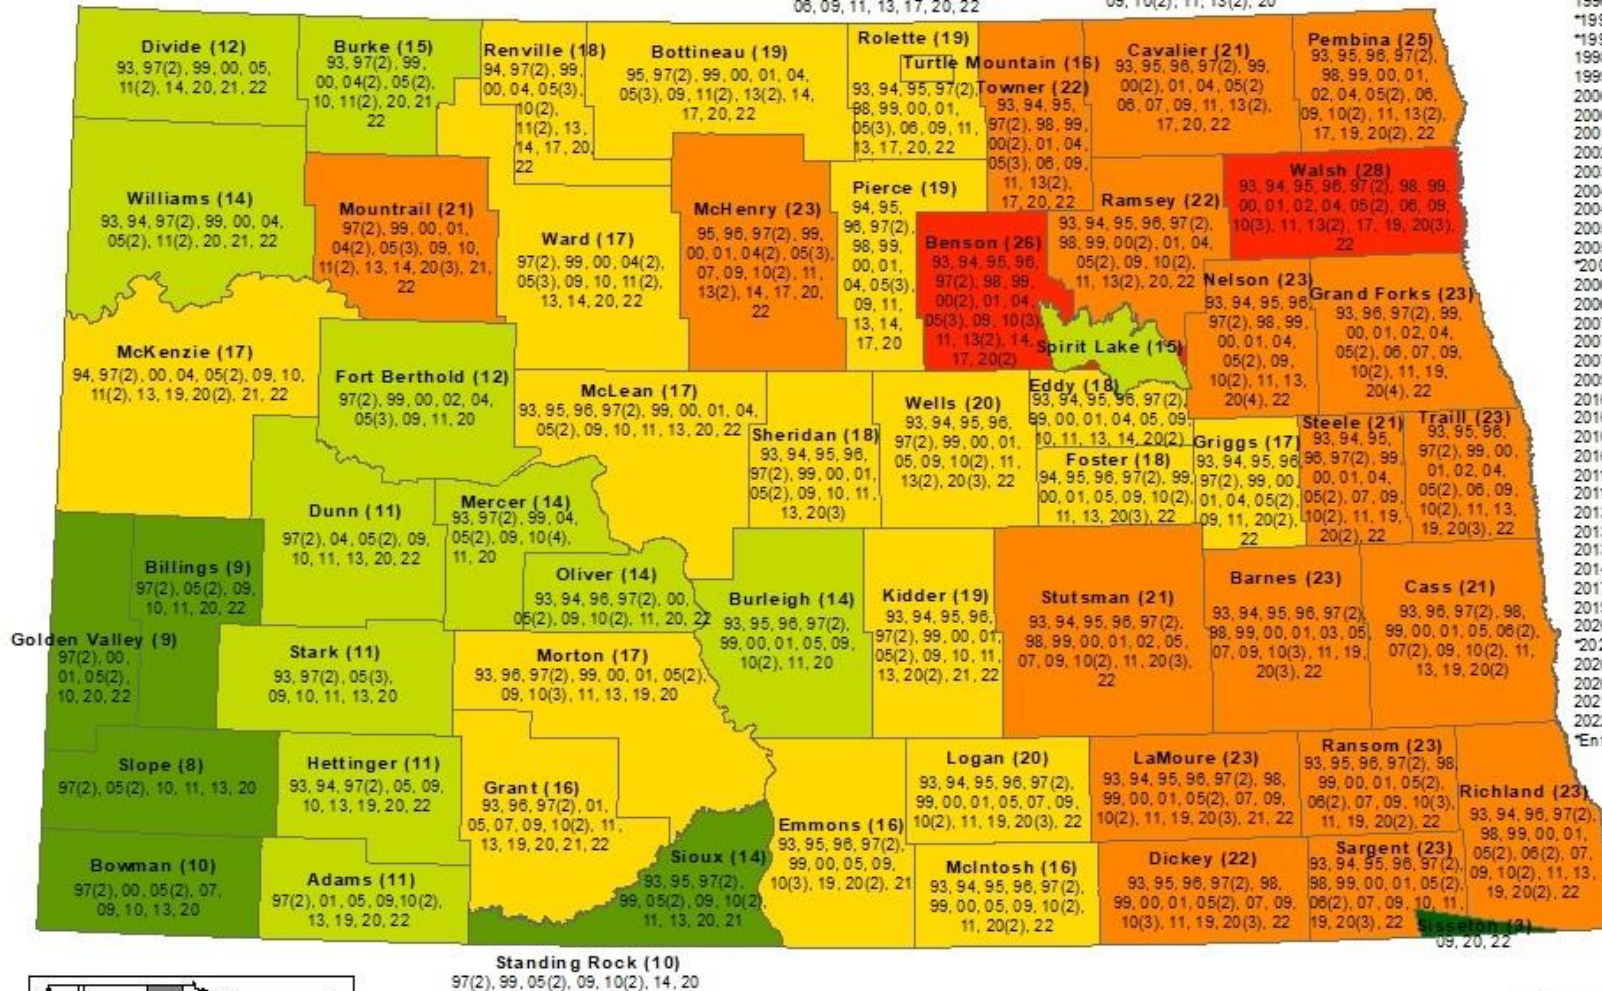 06, 09, 11, 13, 17, 20, 22
09, 10(2), 11, 13(2), 20
Divide (12)
93, 97(2), 99, 00, 05,
11(2), 14, 20, 21, 22
Burke (15)
93, 97(2), 99,
00, 04(2), 05(2),
10, 11(2), 20, 21
22
Renville (18)
94, 97(2), 99,
00, 04, 05(3),
10(2),
11(2), 13,
14, 17, 20,
22
Bottineau (19)
95, 97(2), 99, 00, 01, 04,
05(3), 09, 11(2), 13(2), 14,
17, 20, 22
Rolette (19)
Turtle Mountain (16)
93, 94, 95, 97(2),
98, 99, 00, 01,
05(3), 06, 09, 11,
13, 17, 20, 22
Towner (22)
93, 94, 95,
97(2), 98, 99,
00(2), 01, 04,
05(3), 06, 09,
11, 13(2),
17, 20, 22
Cavalier (21)
93, 95, 96, 97(2), 99,
00(2), 01, 04, 05(2)
06, 07, 09, 11, 13(2),
17, 20, 22
Pembina (25)
93, 95, 96, 97(2),
98, 99, 00, 01,
02, 04, 05(2), 06,
09, 10(2), 11, 13(2),
17, 19, 20(2), 22
Williams (14)
93, 94, 97(2), 99, 00, 04,
05(2), 11(2), 20, 21, 22
Mountrail (21)
97(2), 99, 00, 01,
04(2), 05(3), 09, 10,
11(2), 13, 14, 20(3), 21,
22
Ward (17)
97(2), 99, 00, 04(2),
05(3), 09, 10, 11(2),
13, 14, 20, 22
McHenry (23)
95, 96, 97(2), 99,
00, 01, 04(2), 05(3),
07, 09, 10(2), 11,
13(2), 14, 17, 20,
22
Pierce (19)
94, 95,
96, 97(2),
98, 99,
00, 01,
04, 05(3),
09, 11,
13, 14,
17, 20
Benson (26)
93, 94, 95, 96,
97(2), 98, 99,
00(2), 01, 04,
05(3), 09, 10(3),
11, 13(2), 14,
17, 20(2)
Ramsey (22)
93, 94, 95, 96, 97(2),
98, 99, 00(2), 01, 04,
05(2), 09, 10(2),
11, 13(2), 20, 22
Walsh (28)
93, 94, 95, 96, 97(2), 98, 99,
00, 01, 02, 04, 05(2), 06, 09,
10(3), 11, 13(2), 17, 19, 20(3),
22
Nelson (23)
93, 94, 95, 96,
97(2), 98, 99,
00, 01, 04,
05(2), 09,
10(2), 11, 13,
20(4), 22
Grand Forks (23)
93, 96, 97(2), 99,
00, 01, 02, 04,
05(2), 06, 07, 09,
10(2), 11, 19,
20(4), 22
Spirit Lake (15)
McKenzie (17)
94, 97(2), 00, 04, 05(2), 09, 10,
11(2), 13, 19, 20(2), 21, 22
Fort Berthold (12)
97(2), 99, 00, 02, 04,
05(3), 09, 11, 20
McLean (17)
93, 95, 96, 97(2), 99, 00, 01, 04,
05(2), 09, 10, 11, 13, 20, 22
Sheridan (18)
93, 94, 95, 96,
97(2), 99, 00, 01,
05(2), 09, 10, 11,
13, 20(3)
Wells (20)
93, 94, 95, 96,
97(2), 99, 00, 01,
05, 09, 10(2), 11,
13(2), 20(3), 22
Eddy (18)
93, 94, 95, 96, 97(2),
99, 00, 01, 04, 05, 09,
10, 11, 13, 14, 20(2)
Foster (18)
94, 95, 96, 97(2), 99,
00, 01, 05, 09, 10(2),
11, 13, 20(3), 22
Griggs (17)
93, 94, 95, 96,
97(2), 99, 00,
01, 04, 05(2),
09, 11, 20(2),
22
Steele (21)
93, 94, 95,
96, 97(2), 99,
00, 01, 04,
05(2), 07, 09,
10(2), 11, 19,
20(2), 22
Traill (23)
93, 95, 96,
97(2), 99, 00,
01, 02, 04,
05(2), 06, 09,
10(2), 11, 13,
19, 20(3), 22
Dunn (11)
97(2), 04, 05(2), 09,
10, 11, 13, 20, 22
Mercer (14)
93, 97(2), 99, 04,
05(2), 09, 10(4),
11, 20
Oliver (14)
93, 94, 96, 97(2), 00,
05(2), 09, 10(2), 11, 20, 22
Billings (9)
97(2), 05(2), 09,
10, 11, 20, 22
Golden Valley (9)
97(2), 00,
01, 05(2),
10, 20, 22
Stark (11)
93, 97(2), 05(3),
09, 10, 11, 13, 20
Morton (17)
93, 96, 97(2), 99, 00, 01, 05(2),
09, 10(3), 11, 13, 19, 20
Burleigh (14)
93, 95, 96, 97(2),
99, 00, 01, 05, 09,
10(2), 11, 20
Kidder (19)
93, 94, 95, 96,
97(2), 99, 00, 01,
05(2), 09, 10, 11,
13, 20(2), 21, 22
Stutsman (21)
93, 94, 95, 96, 97(2),
98, 99, 00, 01, 02, 05,
07, 09, 10(2), 11, 20(3),
22
Barnes (23)
93, 94, 95, 96, 97(2),
98, 99, 00, 01, 03, 05,
07, 09, 10(3), 11, 19,
20(3), 22
Cass (21)
93, 96, 97(2), 98,
99, 00, 01, 05, 06(2),
07(2), 09, 10(2), 11,
13, 19, 20(2)
Slope (8)
97(2), 05(2), 10, 11, 13, 20
Hettinger (11)
93, 94, 97(2), 05, 09,
10, 13, 19, 20, 22
Grant (16)
93, 96, 97(2), 01,
05, 07, 09, 10(2), 11,
13, 19, 20, 21, 22
Bowman (10)
97(2), 00, 05(2), 07,
09, 10, 13, 20
Adams (11)
97(2), 01, 05, 09, 10(2),
13, 19, 20, 22
Sioux (14)
93, 95, 97(2),
99, 05(2), 09, 10(2),
11, 13, 20, 21
Emmons (16)
93, 95, 96, 97(2),
99, 00, 05, 09,
10(3), 19, 20(2), 21
Logan (20)
93, 94, 95, 96, 97(2),
99, 00, 01, 05, 07, 09,
10(2), 11, 19, 20(3), 22
McIntosh (16)
93, 94, 95, 96, 97(2),
99, 00, 05, 09, 10(2),
11, 20(2), 22
LaMoure (23)
93, 94, 95, 96, 97(2), 98,
99, 00, 01, 05(2), 07, 09,
10(2), 11, 19, 20(3), 21, 22
Dickey (22)
93, 95, 96, 97(2), 98,
99, 00, 01, 05(2), 07, 09,
10(3), 11, 19, 20(3), 22
Ransom (23)
93, 95, 96, 97(2), 98,
99, 00, 01, 05(2),
06(2), 07, 09, 10(3),
11, 19, 20(2), 22
Sargent (23)
93, 94, 95, 96, 97(2),
98, 99, 00, 01, 05(2),
06(2), 07, 09, 10, 11,
19, 20(3), 22
Richland (23)
93, 94, 96, 97(2),
98, 99, 00, 01,
05(2), 06(2), 07,
09, 10(2), 11, 13,
19, 20(2), 22
Sisseton (3)
09, 20, 22
Standing Rock (10)
97(2), 99, 05(2), 09, 10(2), 14, 20